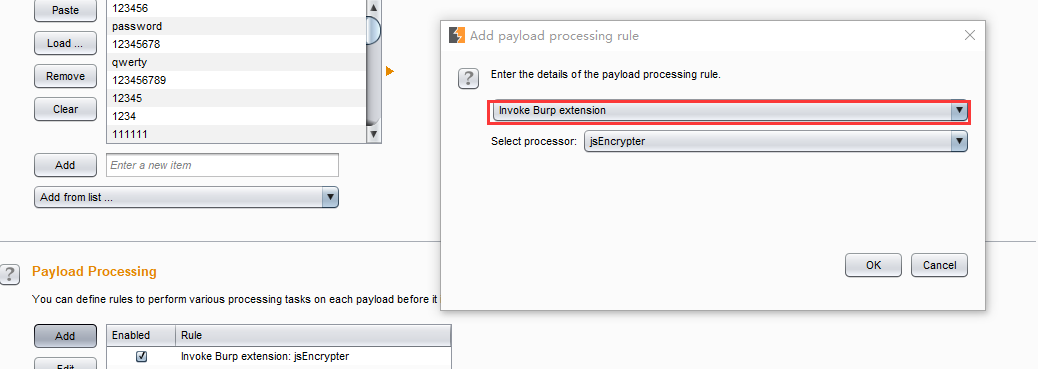 Paste
Load ...
Remove
Clear
123456
password
12345678
qwerty
123456789
12345
1234
111111
Add
Enter a new item
Add from list ...
Add payload processing rule
?
Enter the details of the payload processing rule.
Invoke Burp extension
Select processor: jsEncrypter
OK
Cancel
?
Payload Processing
You can define rules to perform various processing tasks on each payload before it
Add
Edit
Enabled
Rule
Invoke Burp extension: jsEncrypter